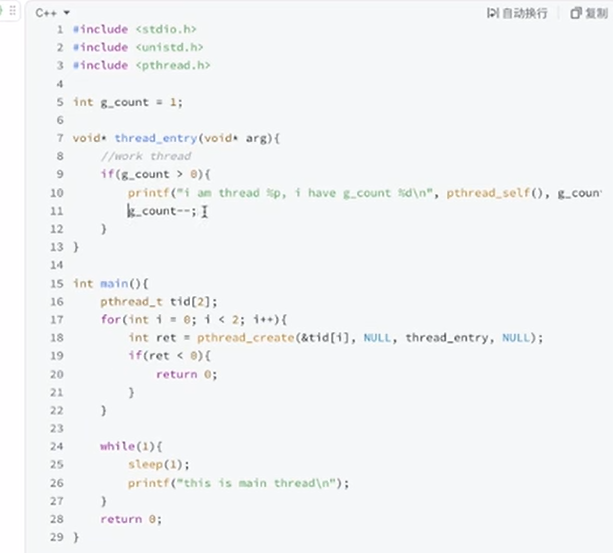 C++
自动换行 复制
1 #include <stdio.h>
2 #include <unistd.h>
3 #include <pthread.h>
4
5 int g_count = 1;
6
7 void* thread_entry(void* arg){
8 //work thread
9 if(g_count > 0){
10 printf("i am thread %p, i have g_count %d\n", pthread_self(), g_coun
11 g_count--;
12 }
13 }
14
15 int main(){
16 pthread_t tid[2];
17 for(int i = 0; i < 2; i++){
18 int ret = pthread_create(&tid[i], NULL, thread_entry, NULL);
19 if(ret < 0){
20 return 0;
21 }
22 }
23
24 while(1){
25 sleep(1);
26 printf("this is main thread\n");
27 }
28 return 0;
29 }